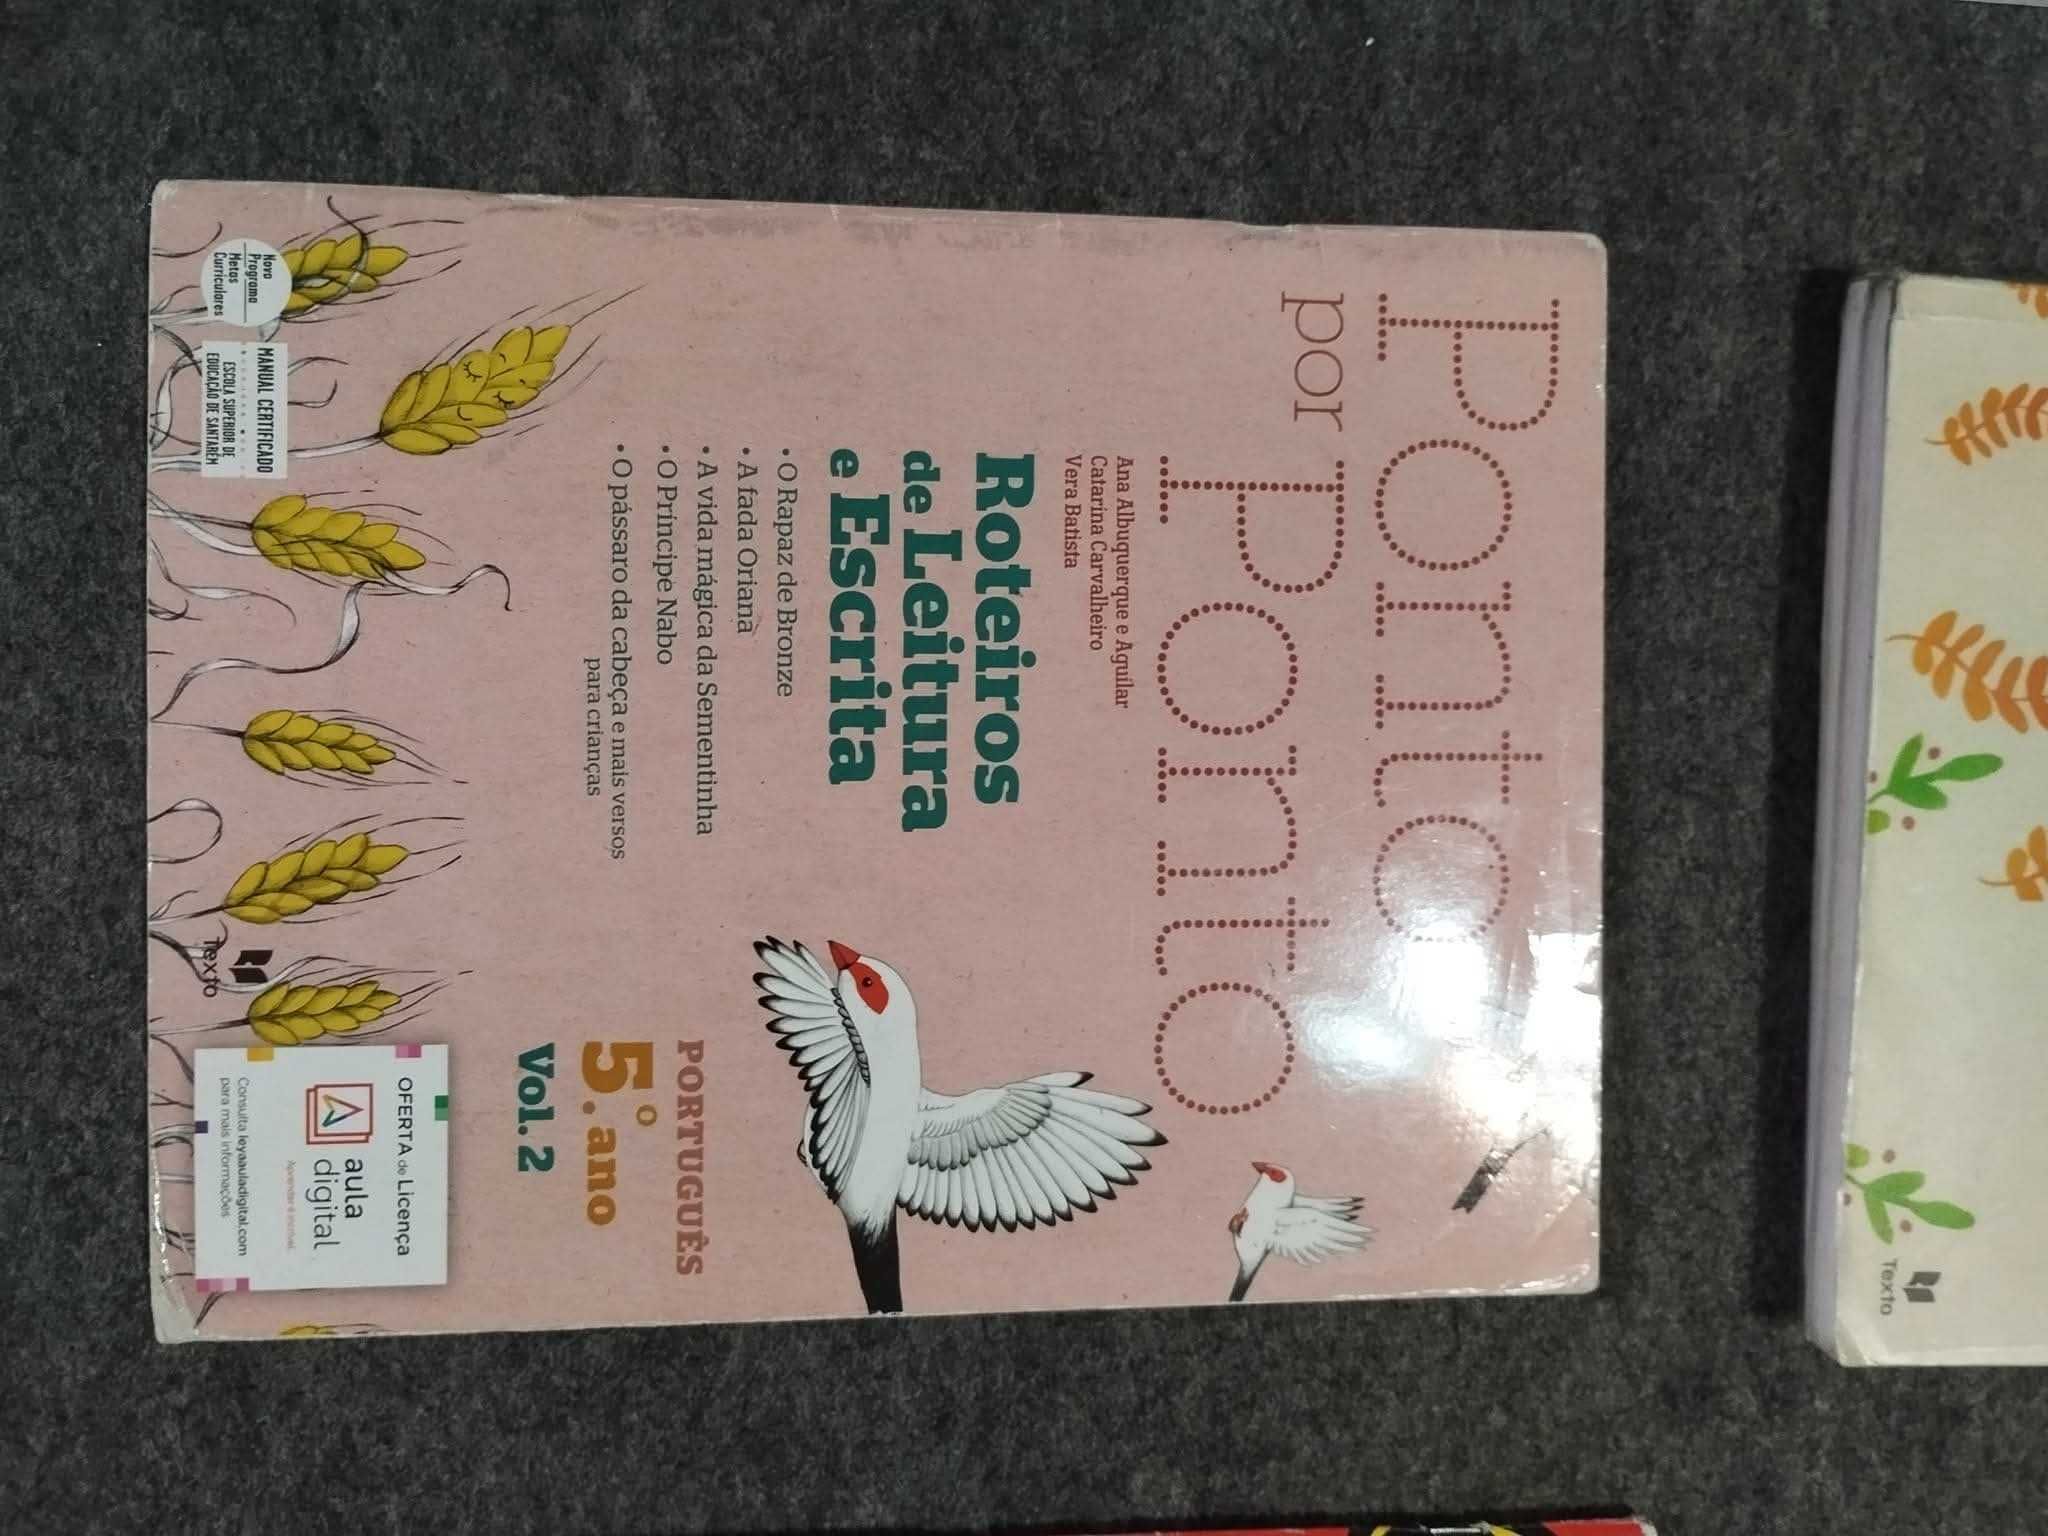 Ponto
por Ponto
Ana Albuquerque e Aguilar
Catarina Carvalheiro
Vera Batista
Roteiros
de Leitura
e Escrita
• O Rapaz de Bronze
• A fada Oriana
• A vida mágica da Sementinha
• O Príncipe Nabo
• O pássaro da cabeça e mais versos
para crianças
PORTUGUÊS
5.º ano
Vol. 2
Novo
Programa
Metas
Curriculares
MANUAL CERTIFICADO
ESCOLA SUPERIOR DE
EDUCAÇÃO DE SANTARÉM
Texto
OFERTA de Licença
aula
digital
Aprender é incrível.
Consulta leyaauladigital.com
para mais informações
Texto